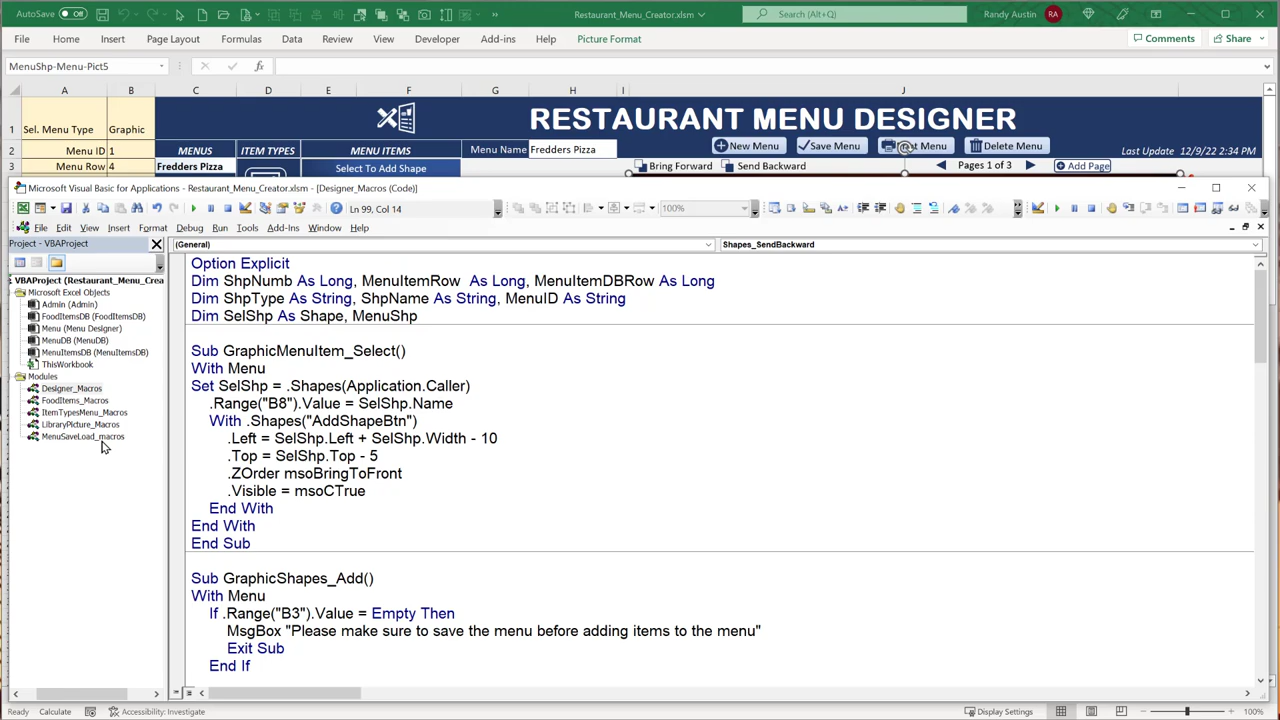 AutoSave Off Restaurant_Menu_Creator.xlsm Search (Alt+Q) Randy Austin RA
File Home Insert Page Layout Formulas Data Review View Developer Add-ins Help Picture Format Comments Share
MenuShp-Menu-Pict5 fx
A B C D E F G H I J
1 Sel. Menu Type Graphic RESTAURANT MENU DESIGNER
2 Menu ID 1 MENUS ITEM TYPES MENU ITEMS Menu Name Fredders Pizza New Menu Save Menu Menu Delete Menu Last Update 12/9/22 2:34 PM
3 Menu Row 4 Fredders Pizza Select To Add Shape Bring Forward Send Backward Pages 1 of 3 Add Page
Microsoft Visual Basic for Applications - Restaurant_Menu_Creator.xlsm - [Designer_Macros (Code)]
Ln 99, Col 14 100%
File Edit View Insert Format Debug Run Tools Add-Ins Window Help
Project - VBAProject
(General) Shapes_SendBackward
VBAProject (Restaurant_Menu_Crea
Microsoft Excel Objects
Admin (Admin)
FoodItemsDB (FoodItemsDB)
Menu (Menu Designer)
MenuDB (MenuDB)
MenuItemsDB (MenuItemsDB)
ThisWorkbook
Modules
Designer_Macros
FoodItems_Macros
ItemTypesMenu_Macros
LibraryPicture_Macros
MenuSaveLoad_macros
Option Explicit
Dim ShpNumb As Long, MenuItemRow As Long, MenuItemDBRow As Long
Dim ShpType As String, ShpName As String, MenuID As String
Dim SelShp As Shape, MenuShp
Sub GraphicMenuItem_Select()
With Menu
Set SelShp = .Shapes(Application.Caller)
.Range("B8").Value = SelShp.Name
With .Shapes("AddShapeBtn")
.Left = SelShp.Left + SelShp.Width - 10
.Top = SelShp.Top - 5
.ZOrder msoBringToFront
.Visible = msoCTrue
End With
End With
End Sub
Sub GraphicShapes_Add()
With Menu
If .Range("B3").Value = Empty Then
MsgBox "Please make sure to save the menu before adding items to the menu"
Exit Sub
End If
Ready Calculate Accessibility: Investigate Display Settings 100%